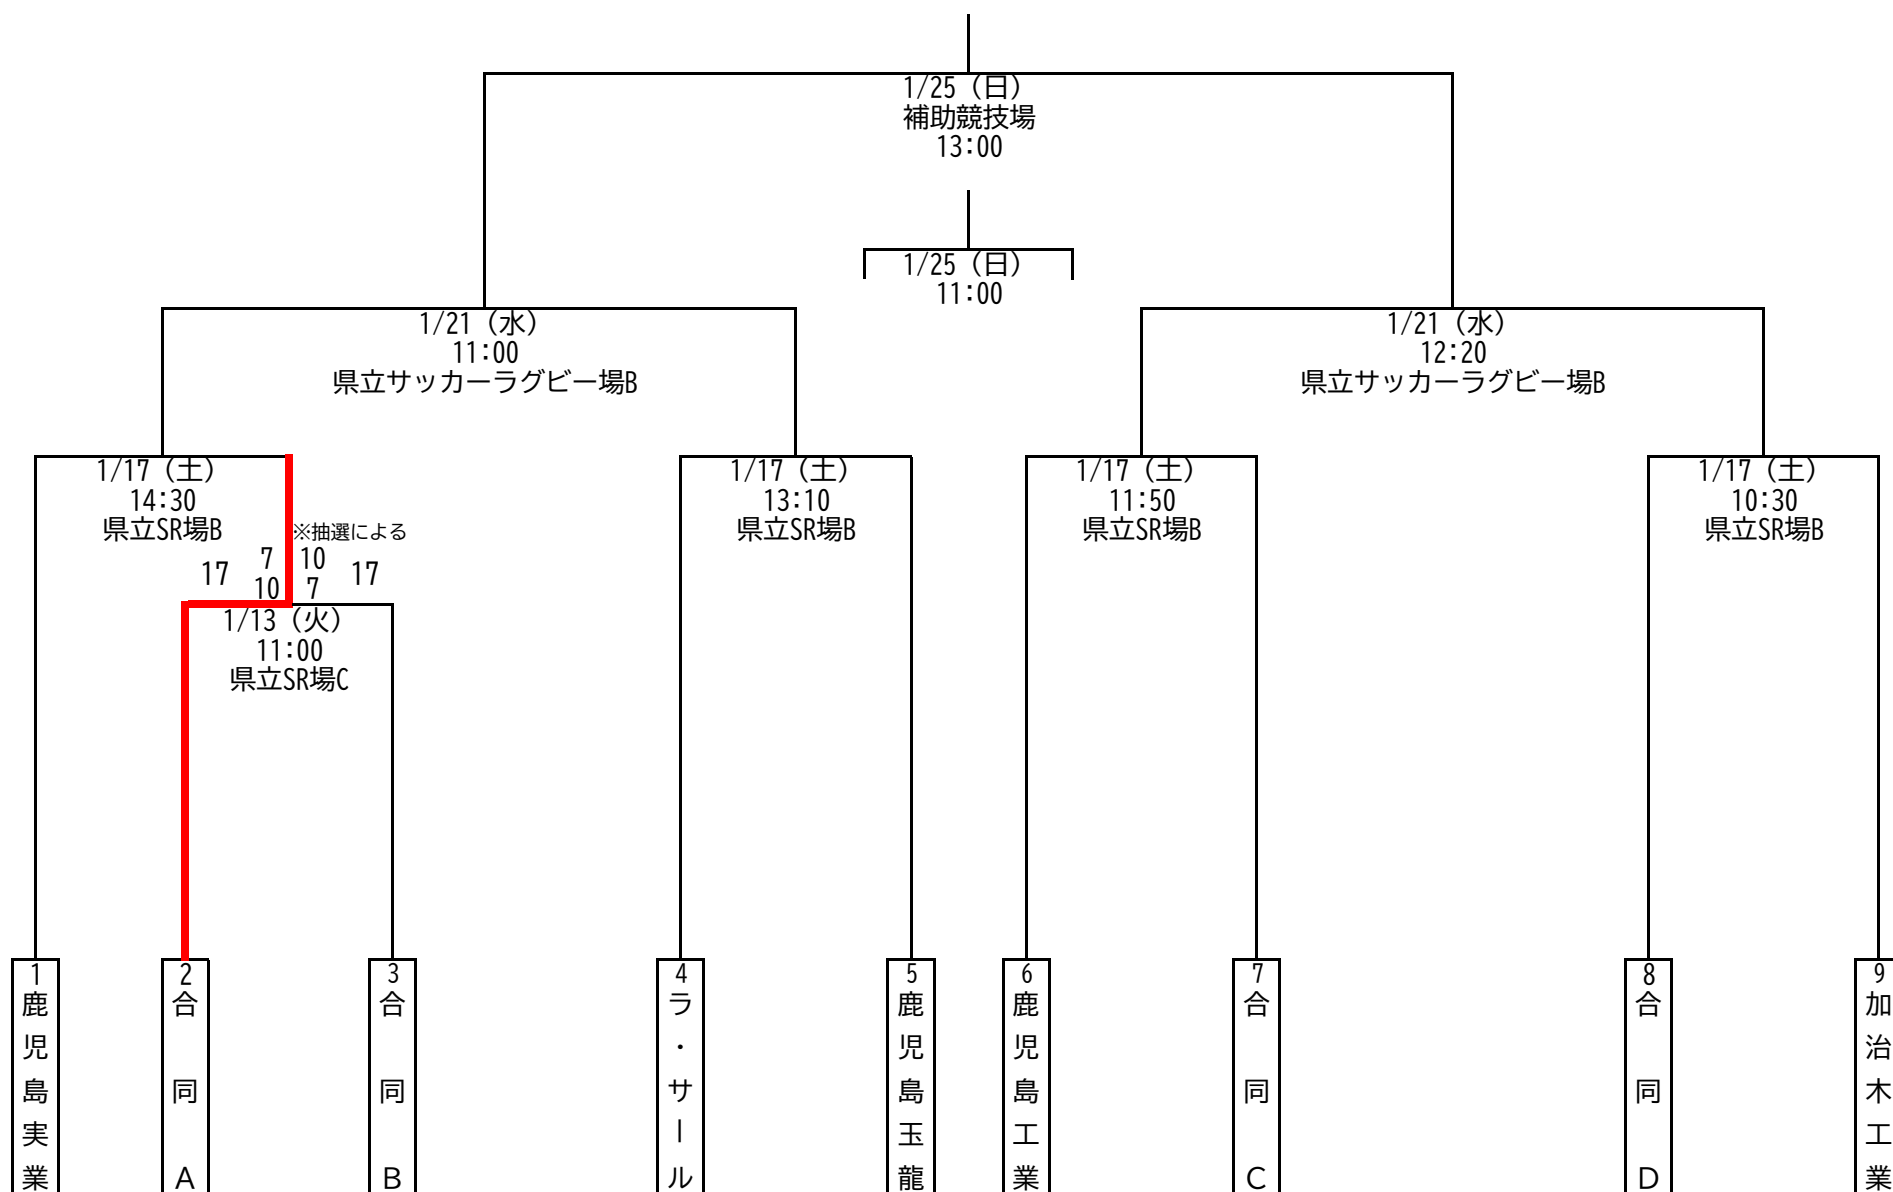 1/25（日）
補助競技場
13:00
1/25（日）
11:00
1/21（水）
11:00
県立サッカーラグビー場B
1/21（水）
12:20
県立サッカーラグビー場B
1/17（土）
14:30
県立SR場B
1/17（土）
13:10
県立SR場B
1/17（土）
11:50
県立SR場B
1/17（土）
10:30
県立SR場B
※抽選による
17 7 10 17
10 7
1/13（火）
11:00
県立SR場C
1鹿児島実業
2合同A
3合同B
4ラ・サール
5鹿児島玉龍
6鹿児島工業
7合同C
8合同D
9加治木工業